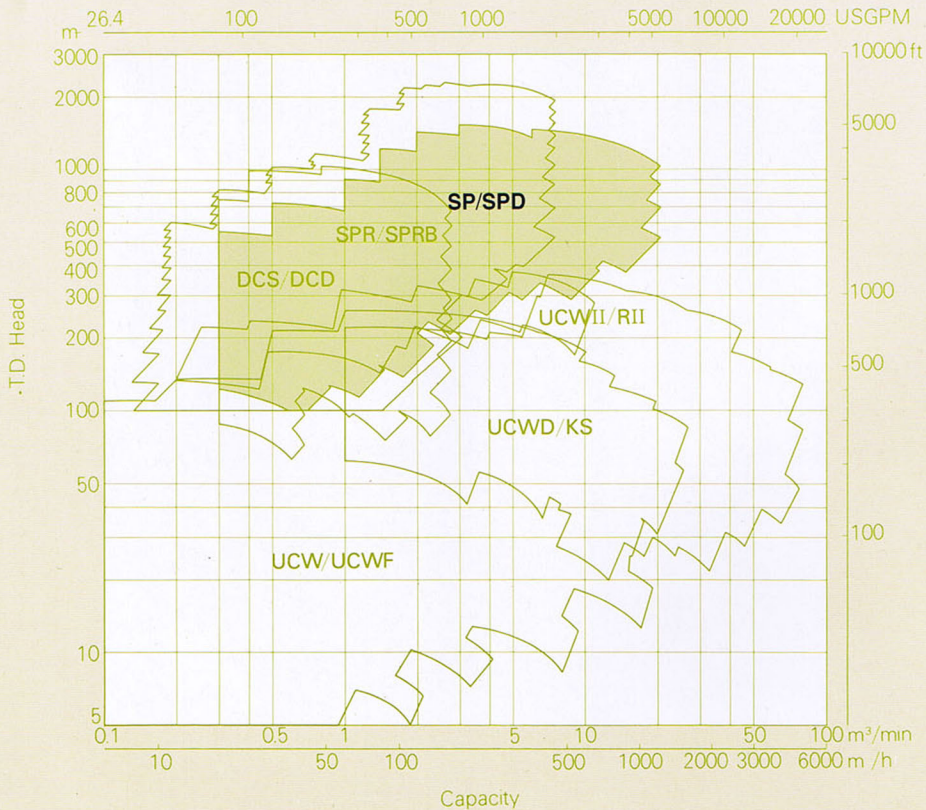 26.4 100 500 1000 5000 10000 20000 USGPM
m
3000 10000 ft
2000
5000
1000
800
SP/SPD
600
SPR/SPRB
500
400
DCS/DCD
300 1000
UCWII/RII
200
500
100
UCWD/KS
50
100
UCW/UCWF
10
5
0.1 0.5 1 5 10 50 100 m³/min
10 50 100 500 1000 2000 3000 6000 m /h
T.D. Head
Capacity